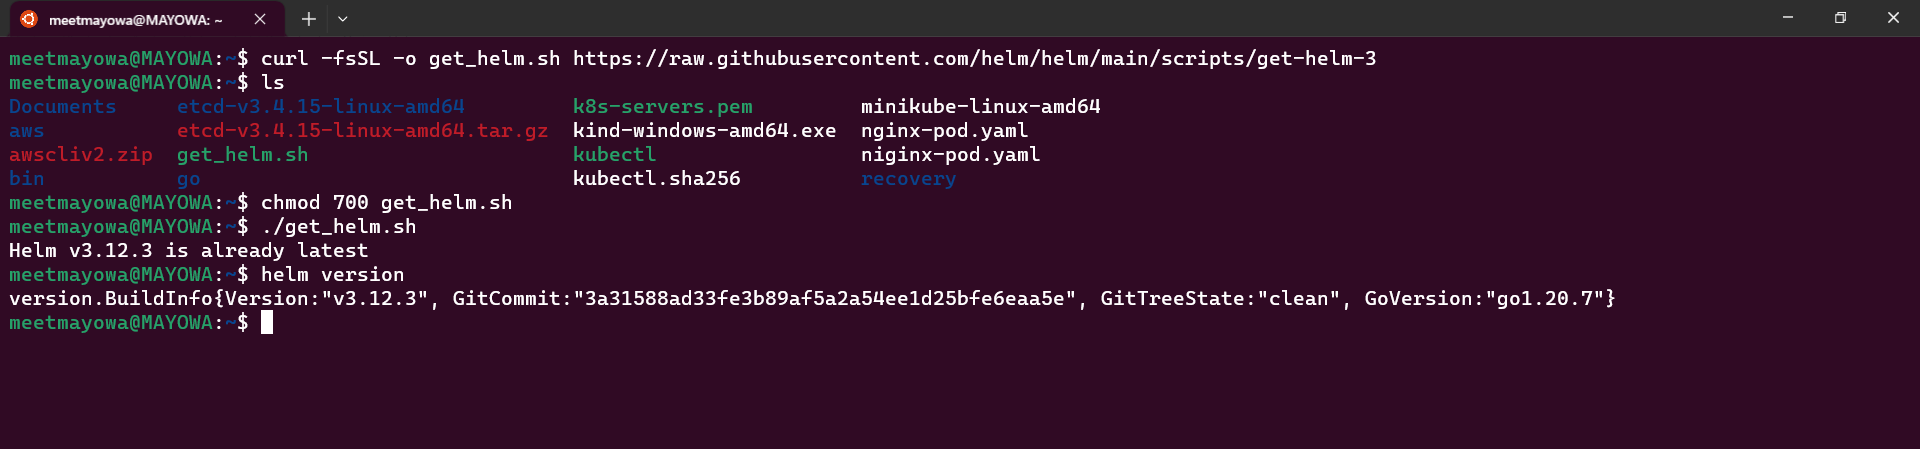 meetmayowa@MAYOWA: ~
meetmayowa@MAYOWA:~$ curl -fsSL -o get_helm.sh https://raw.githubusercontent.com/helm/helm/main/scripts/get-helm-3
meetmayowa@MAYOWA:~$ ls
Documents     etcd-v3.4.15-linux-amd64         k8s-servers.pem         minikube-linux-amd64
aws           etcd-v3.4.15-linux-amd64.tar.gz  kind-windows-amd64.exe  nginx-pod.yaml
awscliv2.zip  get_helm.sh                      kubectl                 niginx-pod.yaml
bin           go                               kubectl.sha256          recovery
meetmayowa@MAYOWA:~$ chmod 700 get_helm.sh
meetmayowa@MAYOWA:~$ ./get_helm.sh
Helm v3.12.3 is already latest
meetmayowa@MAYOWA:~$ helm version
version.BuildInfo{Version:"v3.12.3", GitCommit:"3a31588ad33fe3b89af5a2a54ee1d25bfe6eaa5e", GitTreeState:"clean", GoVersion:"go1.20.7"}
meetmayowa@MAYOWA:~$